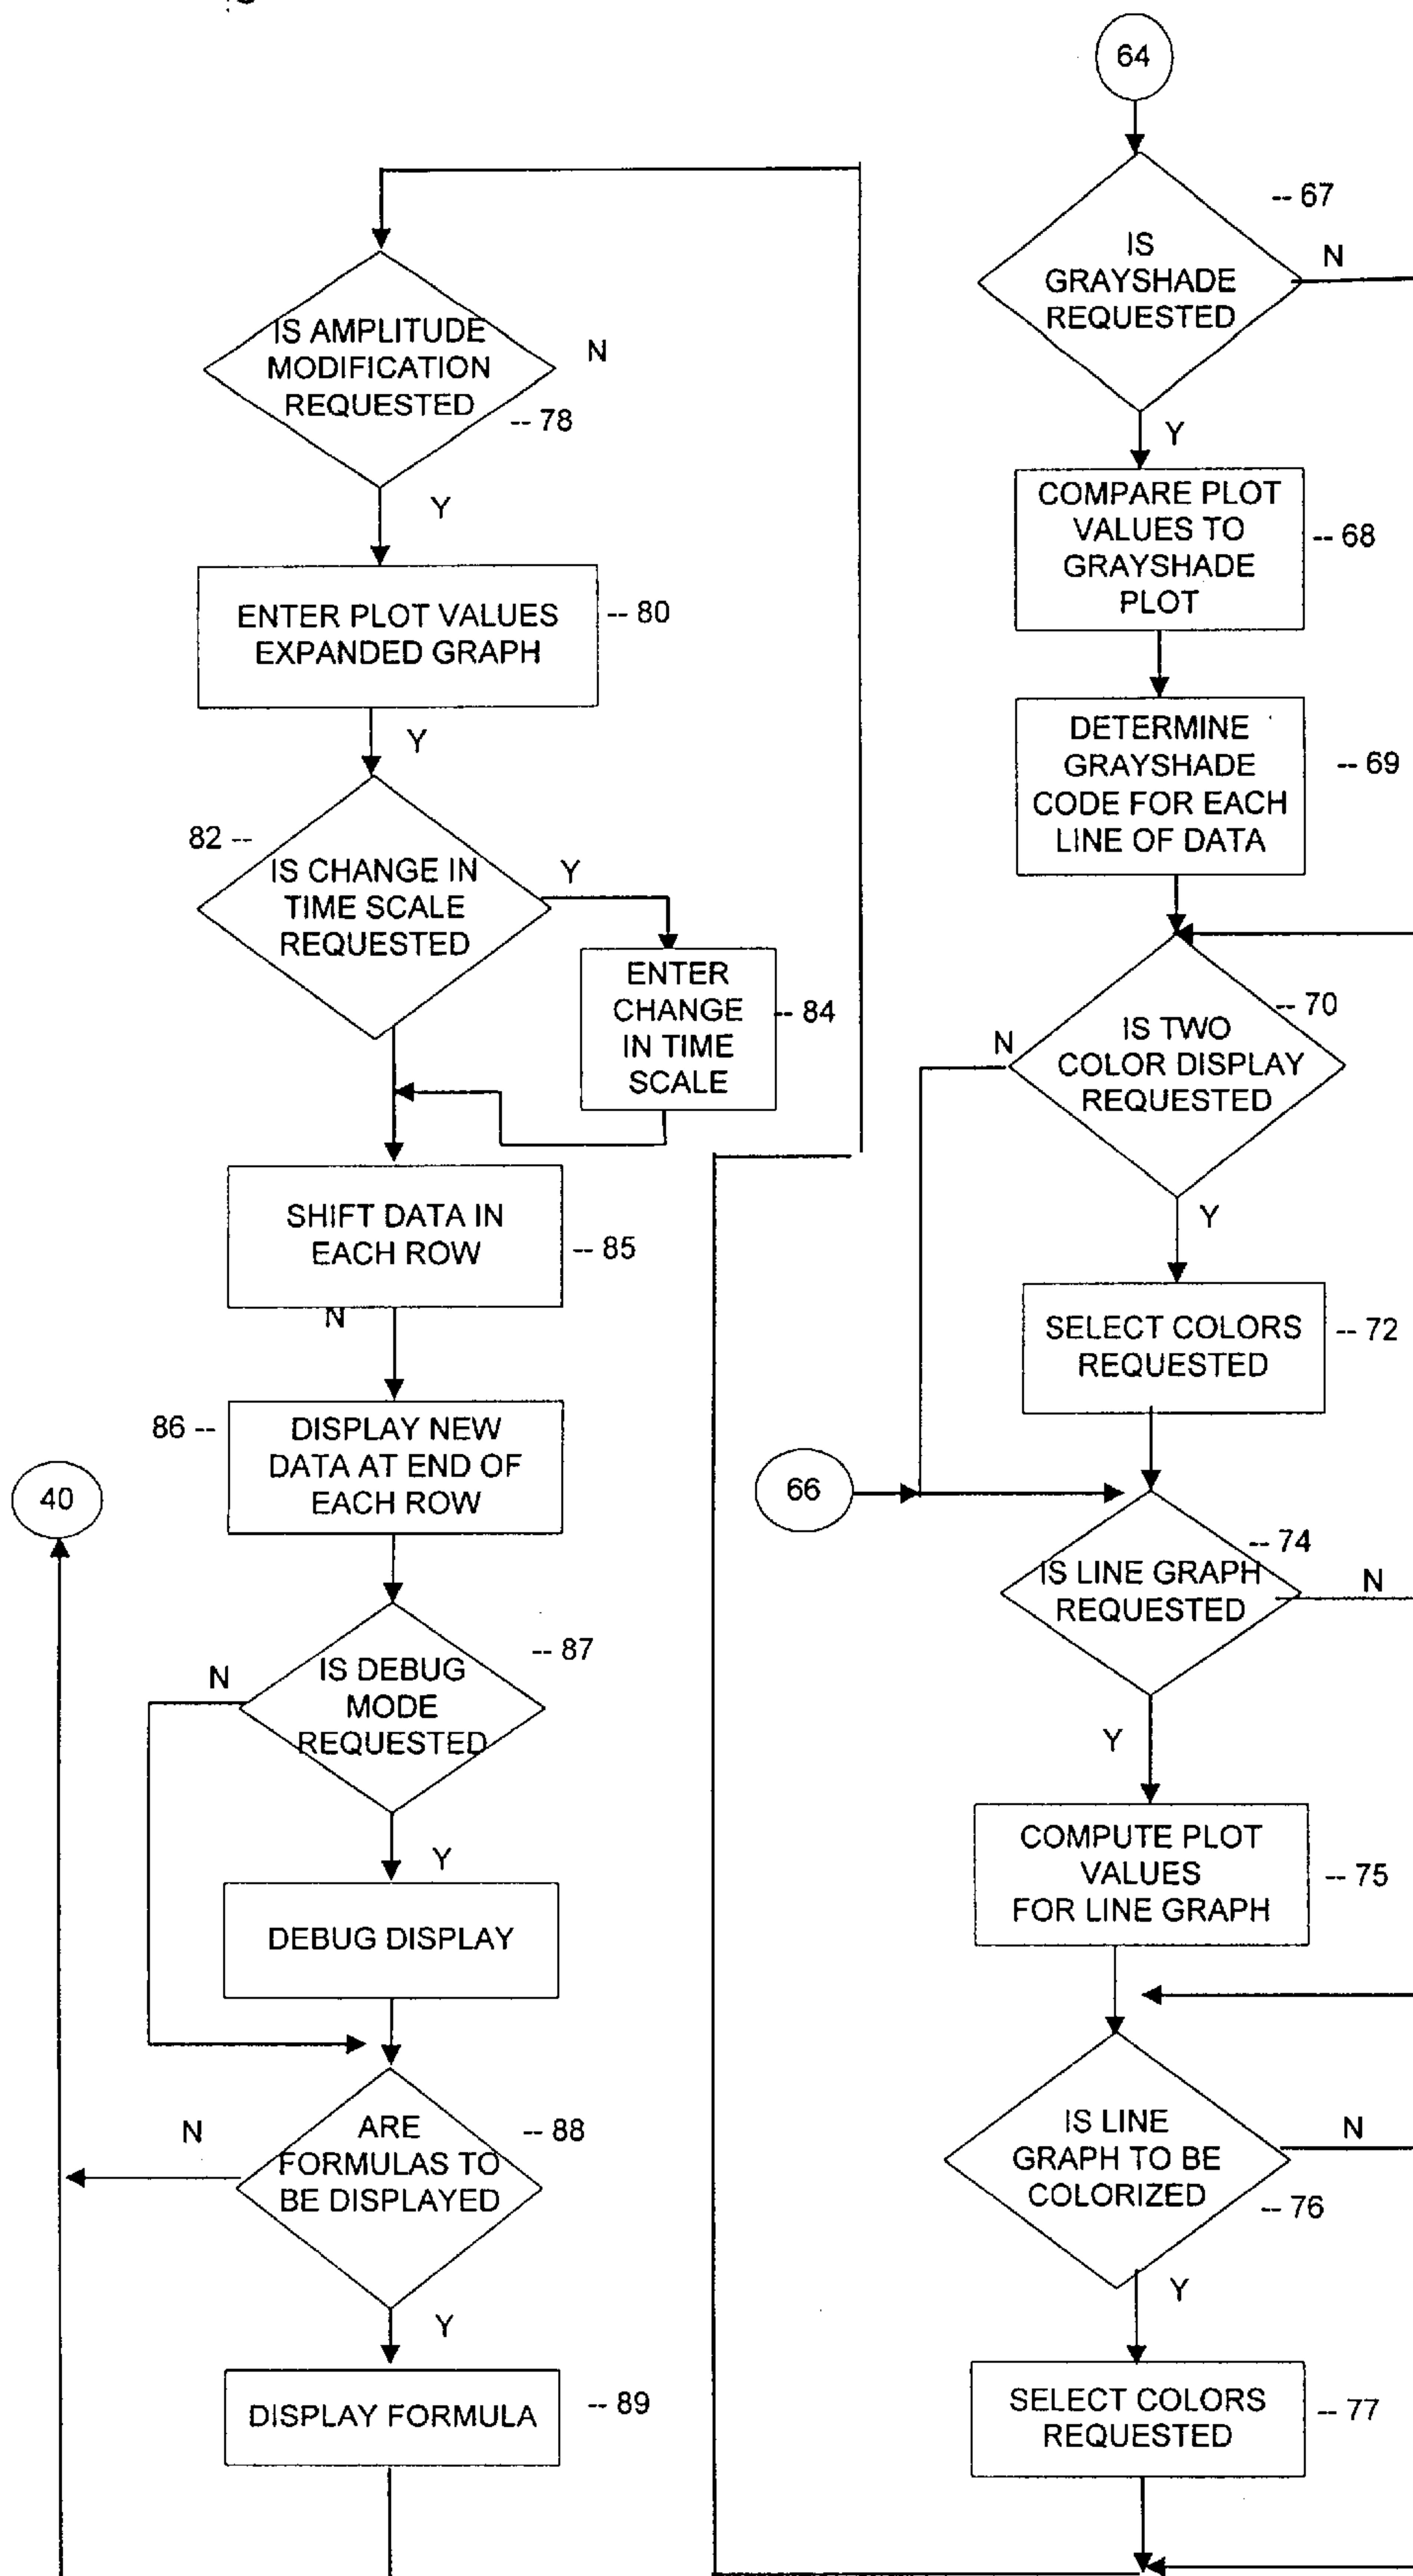 64
-- 67
IS
GRAYSHADE
REQUESTED
N
Y
COMPARE PLOT
VALUES TO
GRAYSHADE
PLOT
-- 68
DETERMINE
GRAYSHADE
CODE FOR EACH
LINE OF DATA
-- 69
-- 70
IS TWO
COLOR DISPLAY
REQUESTED
N
Y
SELECT COLORS
REQUESTED
-- 72
66
-- 74
IS LINE GRAPH
REQUESTED
N
Y
COMPUTE PLOT
VALUES
FOR LINE GRAPH
-- 75
IS LINE
GRAPH TO BE
COLORIZED
N
-- 76
Y
SELECT COLORS
REQUESTED
-- 77
IS AMPLITUDE
MODIFICATION
REQUESTED
N
-- 78
Y
ENTER PLOT VALUES
EXPANDED GRAPH
-- 80
Y
82 --
IS CHANGE IN
TIME SCALE
REQUESTED
Y
ENTER
CHANGE
IN TIME
SCALE
-- 84
SHIFT DATA IN
EACH ROW
-- 85
N
86 --
DISPLAY NEW
DATA AT END OF
EACH ROW
40
-- 87
IS DEBUG
MODE
REQUESTED
N
Y
DEBUG DISPLAY
-- 88
ARE
FORMULAS TO
BE DISPLAYED
N
Y
DISPLAY FORMULA
-- 89